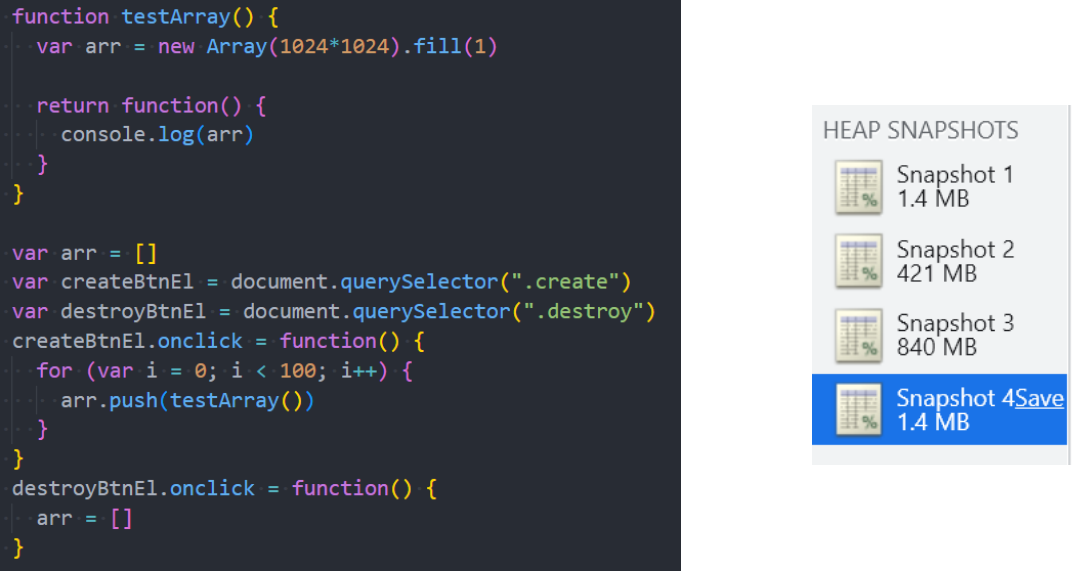 function testArray() {
var arr = new Array(1024*1024).fill(1)
return function() {
console.log(arr)
}
}
var arr = []
var createBtnEl = document.querySelector(".create")
var destroyBtnEl = document.querySelector(".destroy")
createBtnEl.onclick = function() {
for (var i = 0; i < 100; i++) {
arr.push(testArray())
}
}
destroyBtnEl.onclick = function() {
arr = []
}
HEAP SNAPSHOTS
Snapshot 1
1.4 MB
Snapshot 2
421 MB
Snapshot 3
840 MB
Snapshot 4Save
1.4 MB